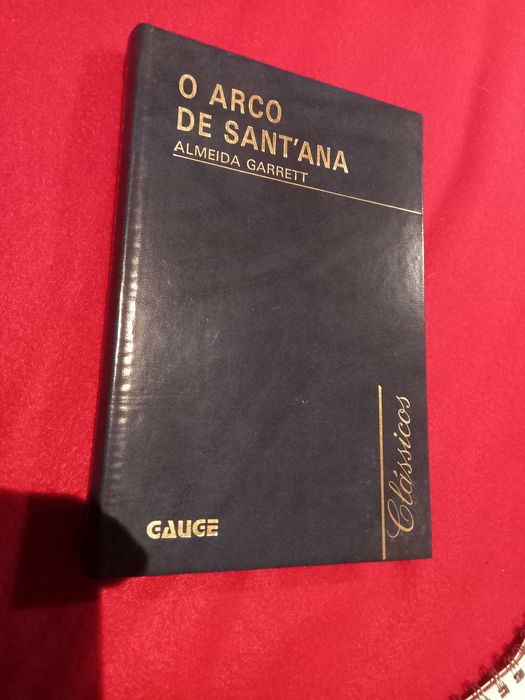 O ARCO
DE SANT'ANA
ALMEIDA GARRETT
Clássicos
GAUGE